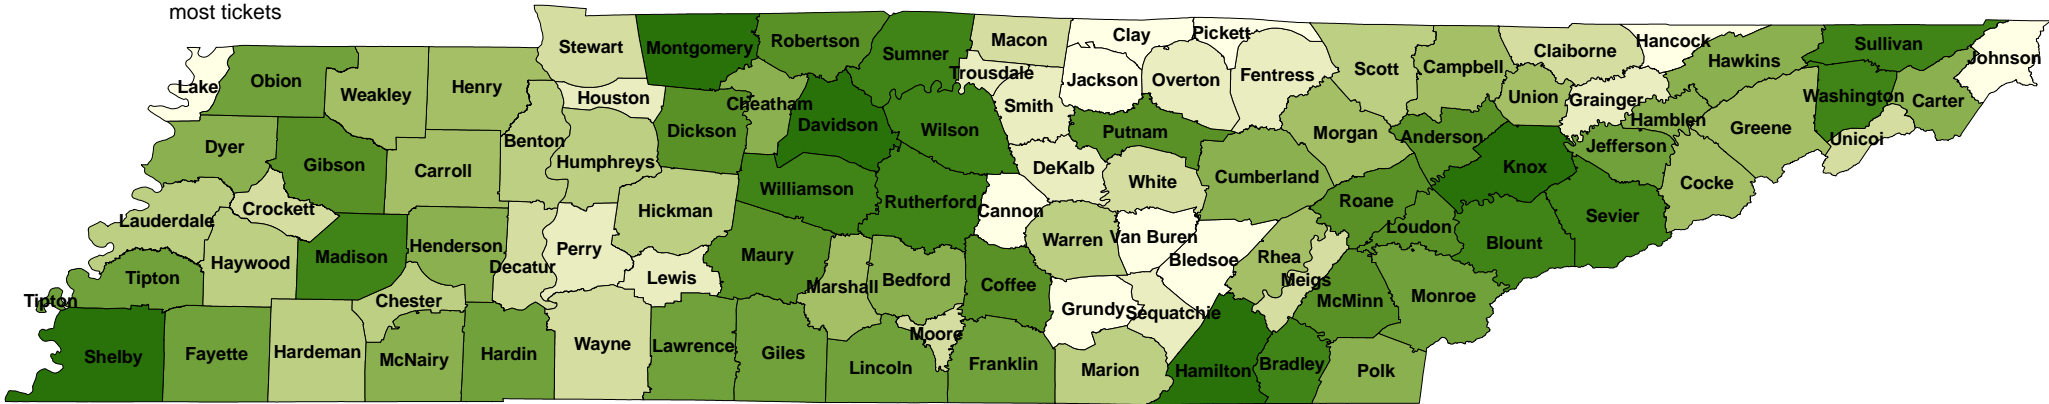 most tickets
Stewart
Montgomery
Robertson
Sumner
Macon
Clay
Pickett
Claiborne
Hancock
Sullivan
Johnson
Lake
Obion
Weakley
Henry
Houston
Cheatham
Trousdale
Jackson
Overton
Fentress
Scott
Campbell
Hawkins
Union
Grainger
Washington
Carter
Smith
Dyer
Gibson
Carroll
Benton
Humphreys
Dickson
Davidson
Wilson
Putnam
Morgan
Anderson
Hamblen
Greene
Unicoi
Jefferson
DeKalb
White
Cumberland
Knox
Cocke
Crockett
Lauderdale
Hickman
Williamson
Rutherford
Cannon
Roane
Sevier
Loudon
Blount
Madison
Henderson
Decatur
Perry
Lewis
Maury
Marshall
Bedford
Coffee
Warren
Van Buren
Bledsoe
Rhea
Meigs
McMinn
Monroe
Haywood
Tipton
Tipton
Chester
Grundy
Sequatchie
Moore
Shelby
Fayette
Hardeman
McNairy
Hardin
Wayne
Lawrence
Giles
Lincoln
Franklin
Marion
Hamilton
Bradley
Polk